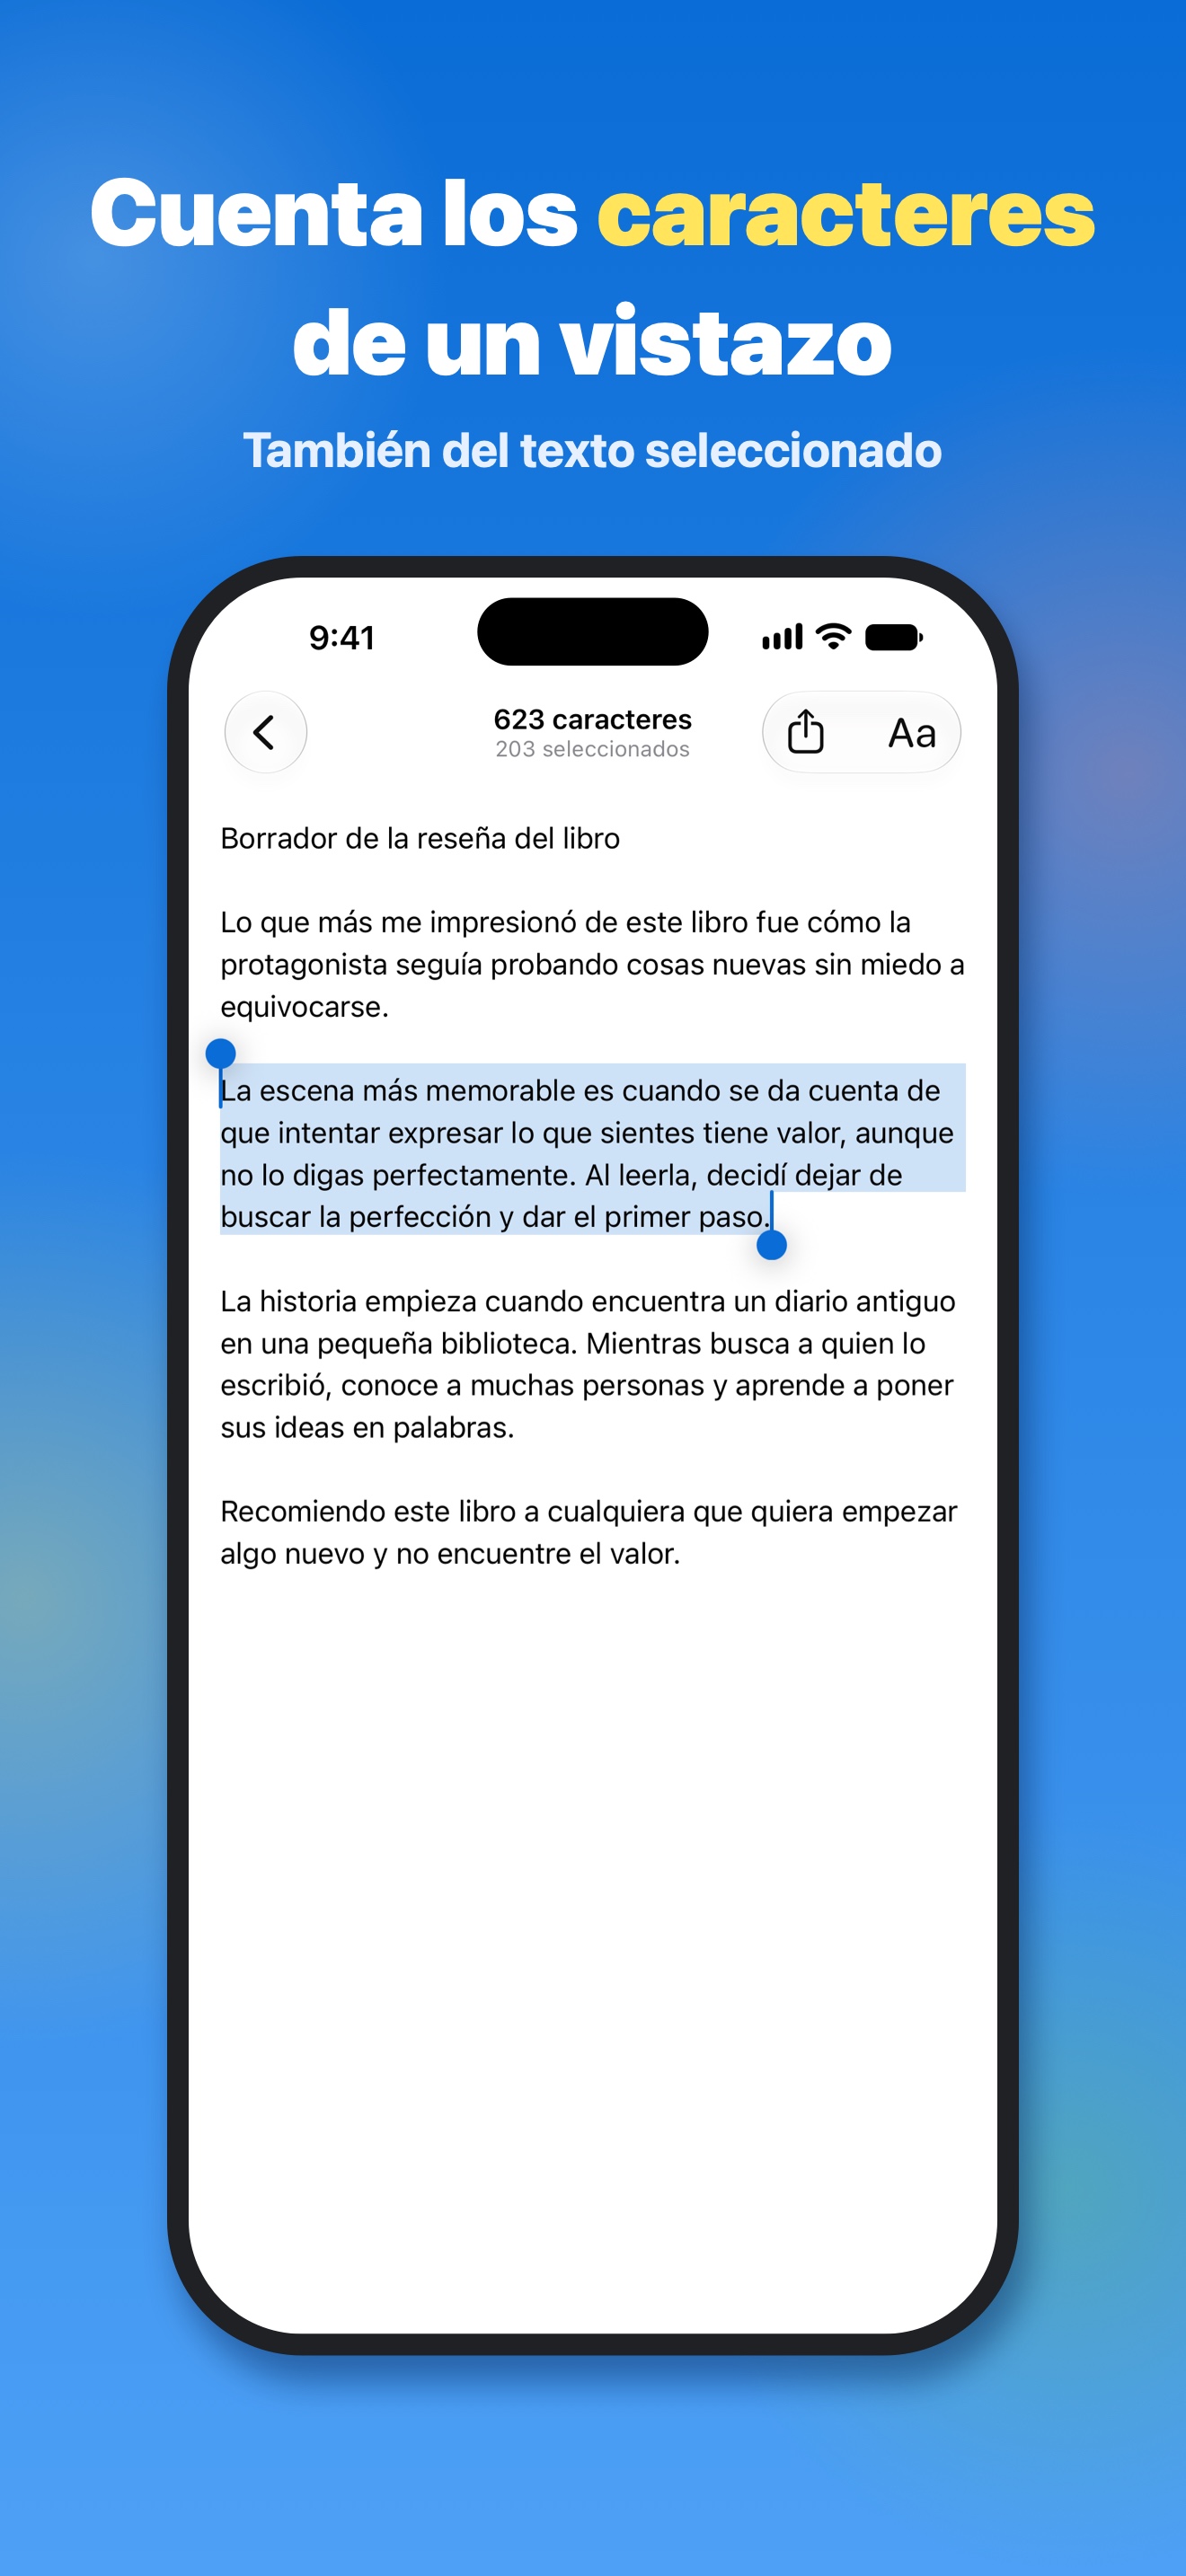 Cuenta los caracteres
de un vistazo
También del texto seleccionado
9:41
623 caracteres
203 seleccionados
Aa
Borrador de la reseña del libro
Lo que más me impresionó de este libro fue cómo la
protagonista seguía probando cosas nuevas sin miedo a
equivocarse.
La escena más memorable es cuando se da cuenta de
que intentar expresar lo que sientes tiene valor, aunque
no lo digas perfectamente. Al leerla, decidí dejar de
buscar la perfección y dar el primer paso.
La historia empieza cuando encuentra un diario antiguo
en una pequeña biblioteca. Mientras busca a quien lo
escribió, conoce a muchas personas y aprende a poner
sus ideas en palabras.
Recomiendo este libro a cualquiera que quiera empezar
algo nuevo y no encuentre el valor.